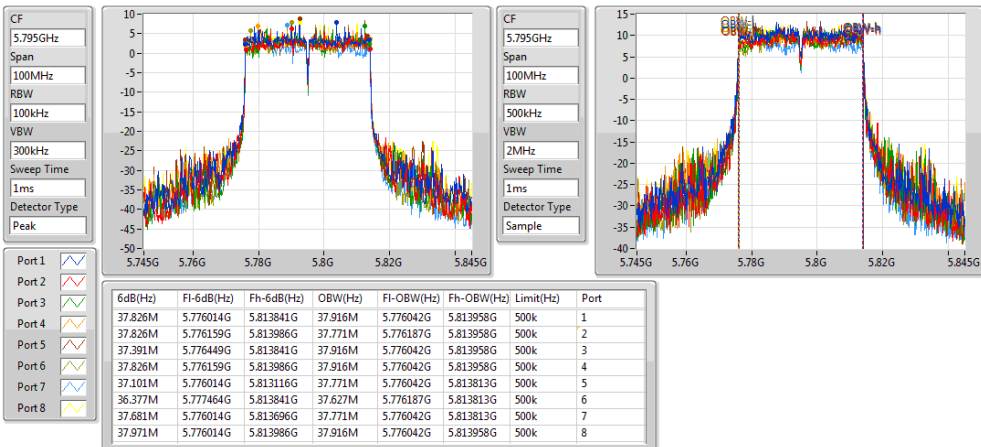 CF
5.795GHz
Span
100MHz
RBW
100kHz
VBW
300kHz
Sweep Time
1ms
Detector Type
Peak
10
5
0
-5
-10
-15
-20
-25
-30
-35
-40
-45
-50
5.745G
5.76G
5.78G
5.8G
5.82G
5.845G
CF
5.795GHz
Span
100MHz
RBW
500kHz
VBW
2MHz
Sweep Time
1ms
Detector Type
Sample
15
10
5
0
-5
-10
-15
-20
-25
-30
-35
-40
OBW-l
OBW-h
5.745G
5.76G
5.78G
5.8G
5.82G
5.845G
Port 1
Port 2
Port 3
Port 4
Port 5
Port 6
Port 7
Port 8
6dB(Hz) Fl-6dB(Hz) Fh-6dB(Hz) OBW(Hz) Fl-OBW(Hz) Fh-OBW(Hz) Limit(Hz) Port
37.826M 5.776014G 5.813841G 37.916M 5.776042G 5.813958G 500k 1
37.826M 5.776159G 5.813986G 37.771M 5.776187G 5.813958G 500k 2
37.391M 5.776449G 5.813841G 37.916M 5.776042G 5.813958G 500k 3
37.826M 5.776159G 5.813986G 37.916M 5.776042G 5.813958G 500k 4
37.101M 5.776014G 5.813116G 37.771M 5.776042G 5.813813G 500k 5
36.377M 5.777464G 5.813841G 37.627M 5.776187G 5.813813G 500k 6
37.681M 5.776014G 5.813696G 37.771M 5.776042G 5.813813G 500k 7
37.971M 5.776014G 5.813986G 37.916M 5.776042G 5.813958G 500k 8